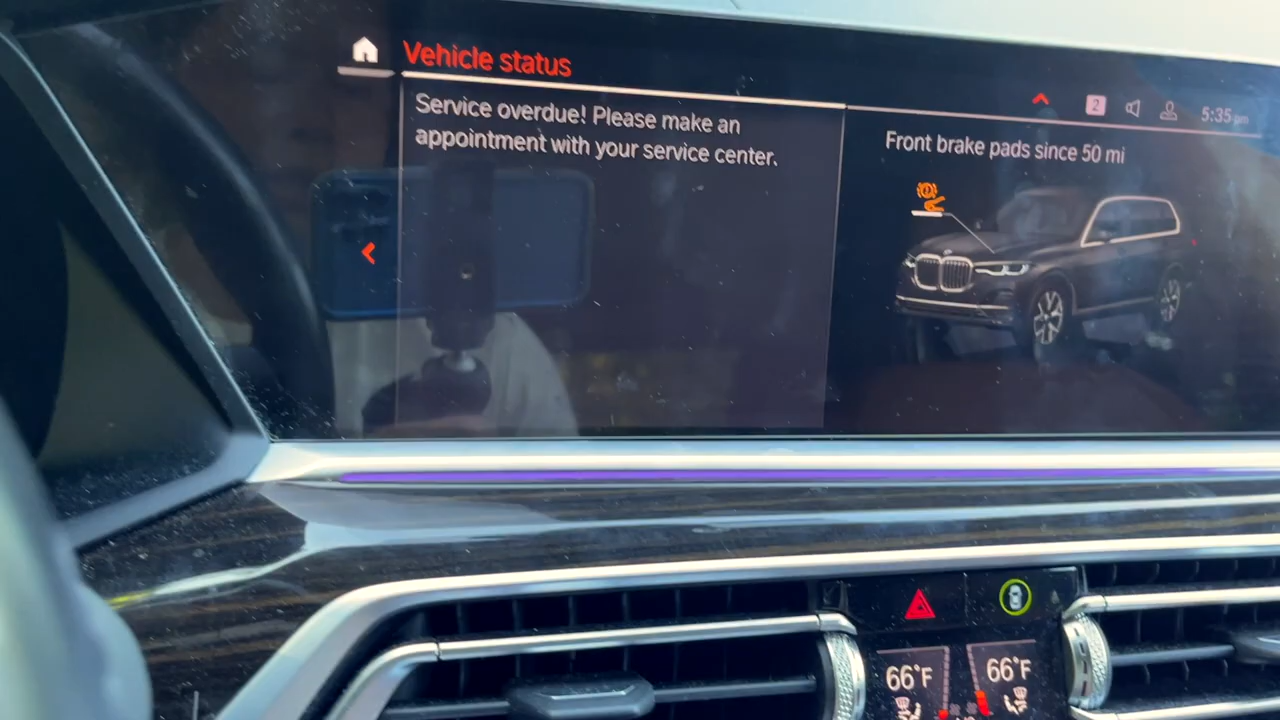 Vehicle status
Service overdue! Please make an
appointment with your service center.
2
5:35 pm
Front brake pads since 50 mi
66°F
66°F